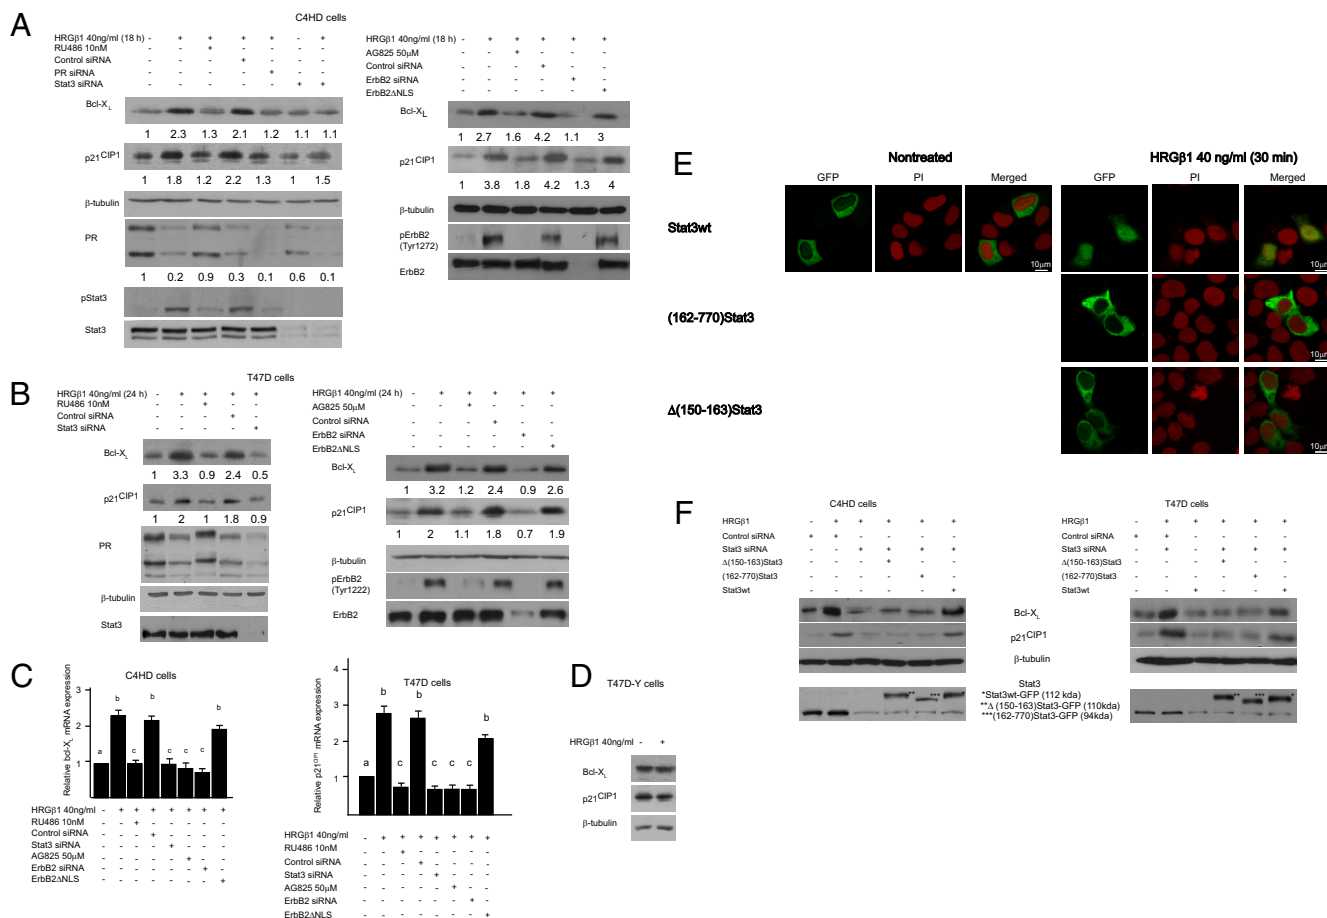 A
C4HD cells
HRGβ1 40ng/ml (18 h) - + + + + - +
RU486 10nM - - + - - - -
Control siRNA - - - + - - -
PR siRNA - - - - + - -
Stat3 siRNA - - - - - + +
Bcl-XL
1 2.3 1.3 2.1 1.2 1.1 1.1
p21CIP1
1 1.8 1.2 2.2 1.3 1 1.5
β-tubulin
PR
1 0.2 0.9 0.3 0.1 0.6 0.1
pStat3
Stat3
HRGβ1 40ng/ml (18 h) - + + + + +
AG825 50μM - - + - - -
Control siRNA - - - + - -
ErbB2 siRNA - - - - + -
ErbB2ΔNLS - - - - - +
Bcl-XL
1 2.7 1.6 4.2 1.1 3
p21CIP1
1 3.8 1.8 4.2 1.3 4
β-tubulin
pErbB2
(Tyr1272)
ErbB2
B
T47D cells
HRGβ1 40ng/ml (24 h) - + + + +
RU486 10nM - - + - -
Control siRNA - - - + -
Stat3 siRNA - - - - +
Bcl-XL
1 3.3 0.9 2.4 0.5
p21CIP1
1 2 1 1.8 0.9
PR
β-tubulin
Stat3
HRGβ1 40ng/ml (24 h) - + + + + +
AG825 50μM - - + - - -
Control siRNA - - - + - -
ErbB2 siRNA - - - - + -
ErbB2ΔNLS - - - - - +
Bcl-XL
1 3.2 1.2 2.4 0.9 2.6
p21CIP1
1 2 1.1 1.8 0.7 1.9
β-tubulin
pErbB2
(Tyr1222)
ErbB2
C
C4HD cells
Relative bcl-XL mRNA expression
3
2
1
a b c b c c c b
HRGβ1 40ng/ml - + + + + + + +
RU486 10nM - - + - - - - -
Control siRNA - - - + - - - -
Stat3 siRNA - - - - + - - -
AG825 50μM - - - - - + - -
ErbB2 siRNA - - - - - - + -
ErbB2ΔNLS - - - - - - - +
T47D cells
Relative p21CIP1 mRNA expression
4
2
1
a b c b c c c b
HRGβ1 40ng/ml - + + + + + + +
RU486 10nM - - + - - - - -
Control siRNA - - - + - - - -
Stat3 siRNA - - - - + - - -
AG825 50μM - - - - - + - -
ErbB2 siRNA - - - - - - + -
ErbB2ΔNLS - - - - - - - +
D
T47D-Y cells
HRGβ1 40ng/ml - +
Bcl-XL
p21CIP1
β-tubulin
E
Nontreated
HRGβ1 40 ng/ml (30 min)
GFP PI Merged
GFP PI Merged
Stat3wt
10μm
10μm
(162-770)Stat3
10μm
Δ(150-163)Stat3
10μm
F
C4HD cells
HRGβ1 - + + + + +
Control siRNA + + - - - -
Stat3 siRNA - - + + + +
Δ(150-163)Stat3 - - - + - -
(162-770)Stat3 - - - - + -
Stat3wt - - - - - +
Bcl-XL
p21CIP1
β-tubulin
Stat3
*Stat3wt-GFP (112 kda)
**Δ (150-163)Stat3-GFP (110kda)
***(162-770)Stat3-GFP (94kda)
** *** *
T47D cells
HRGβ1
Control siRNA
Stat3 siRNA
Δ(150-163)Stat3
(162-770)Stat3
Stat3wt
Bcl-XL
p21CIP1
β-tubulin
** *** *